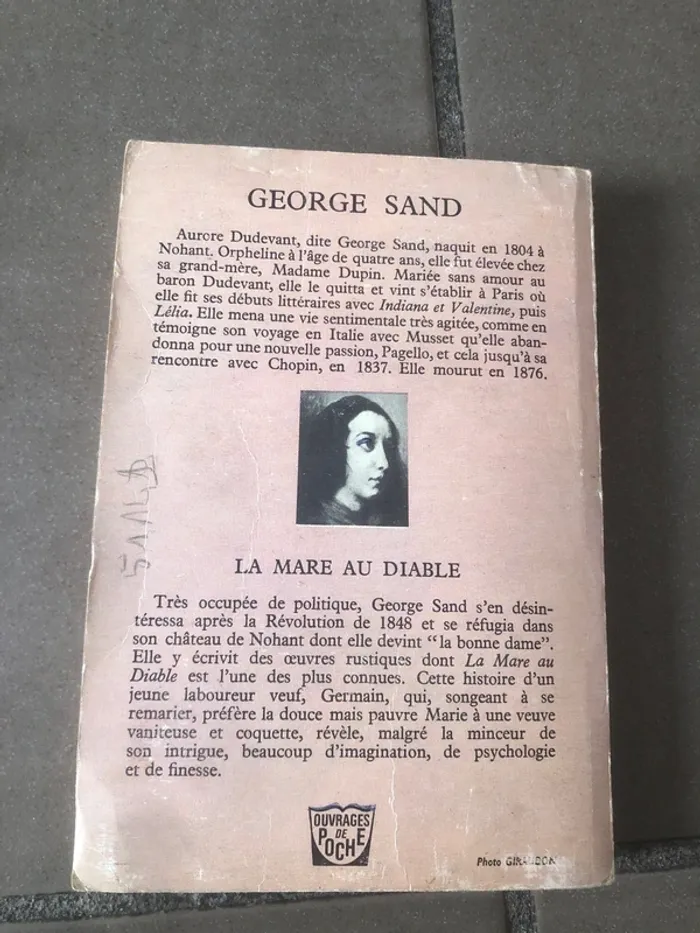 GEORGE SAND
Aurore Dudevant, dite George Sand, naquit en 1804 à
Nohant. Orpheline à l'âge de quatre ans, elle fut élevée chez
sa grand-mère, Madame Dupin. Mariée sans amour au
baron Dudevant, elle le quitta et vint s'établir à Paris où
elle fit ses débuts littéraires avec Indiana et Valentine, puis
Lélia. Elle mena une vie sentimentale très agitée, comme en
témoigne son voyage en Italie avec Musset qu'elle aban-
donna pour une nouvelle passion, Pagello, et cela jusqu'à sa
rencontre avec Chopin, en 1837. Elle mourut en 1876.
LA MARE AU DIABLE
Très occupée de politique, George Sand s'en désin-
téressa après la Révolution de 1848 et se réfugia dans
son château de Nohant dont elle devint “la bonne dame”.
Elle y écrivit des œuvres rustiques dont La Mare au
Diable est l'une des plus connues. Cette histoire d'un
jeune laboureur veuf, Germain, qui, songeant à se
remarier, préfère la douce mais pauvre Marie à une veuve
vaniteuse et coquette, révèle, malgré la minceur de
son intrigue, beaucoup d'imagination, de psychologie
et de finesse.
OUVRAGES
DE
POCHE
Photo